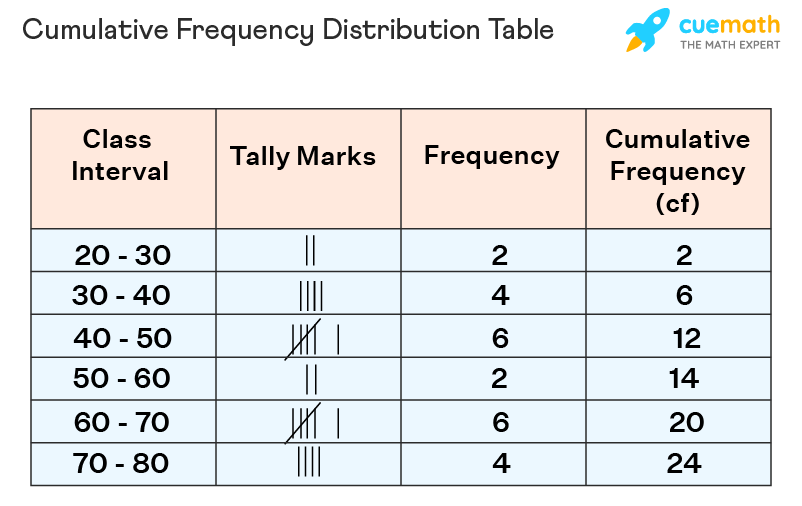 Cumulative Frequency Distribution Table
cuemath
THE MATH EXPERT
Class Interval Tally Marks Frequency Cumulative Frequency (cf)
20 - 30 || 2 2
30 - 40 |||| 4 6
40 - 50 |||| | 6 12
50 - 60 || 2 14
60 - 70 |||| | 6 20
70 - 80 |||| 4 24